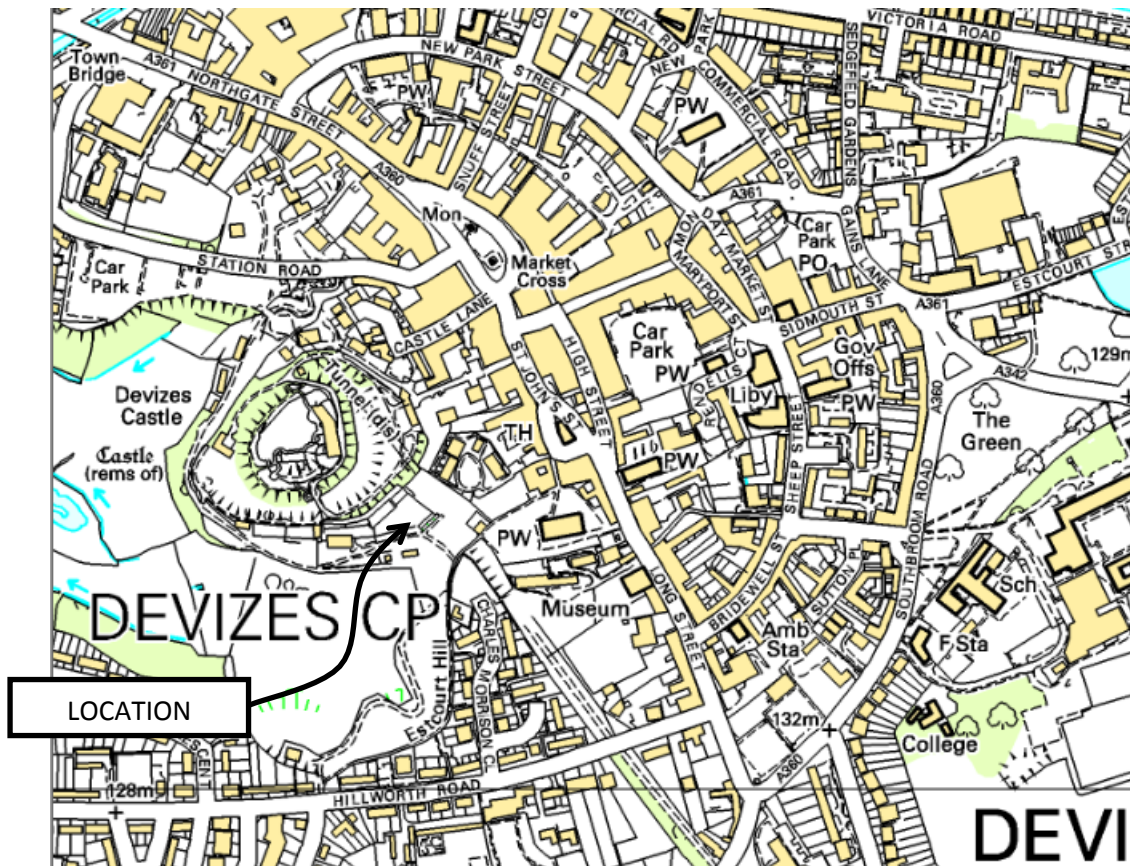 VICTORIA ROAD
Town
Bridge
A361
NORTHGATE STREET
NEW PARK STREET
PW
SNUFF STREET
NEW PARK
COMMERCIAL ROAD
PW
SEDGEFIELD GARDENS
A360
Mon
Market
Cross
STATION ROAD
Car
Park
CASTLE LANE
A361
MONDAY MARKET ST
MARYPORT ST
Car
Park
PO
GAINS LANE
SIDMOUTH ST
A361
ESTCOURT STR
129m
A342
A360
The
Green
Gov
Offs
PW
Liby
RENDELLS CT
SHEEP STREET
Car
Park
PW
PW
HIGH STREET
ST JOHN'S ST
TH
Tunnel (dis)
Devizes
Castle
Castle
(rems of)
PW
Museum
LONG STREET
BRIDEWELL ST
SUTTON PL
SOUTHBROOM ROAD
Sch
Amb
Sta
F Sta
DEVIZES CP
LOCATION
Estcourt Hill
CHARLES MORRISON C
132m
A360
College
128m
HILLWORTH ROAD
DEVI